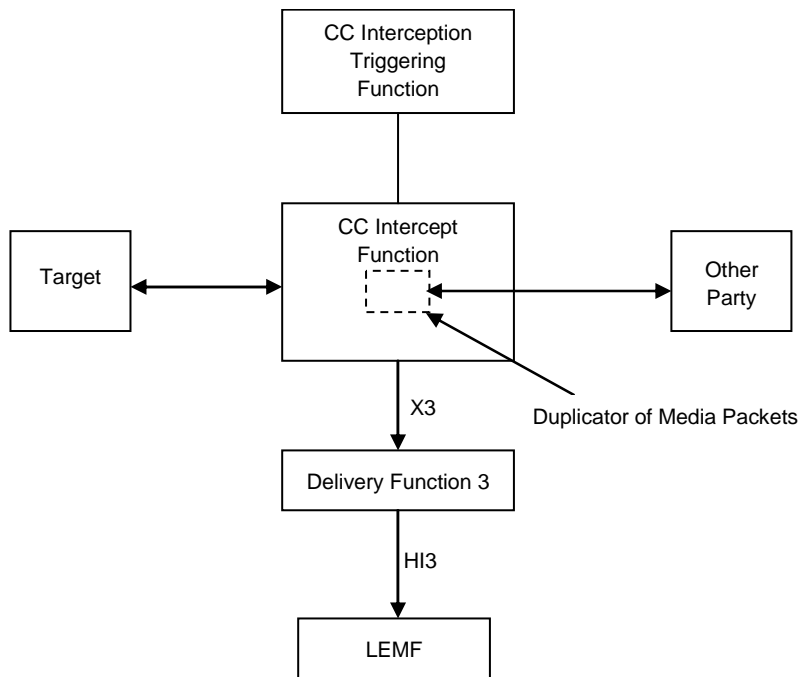 CC Interception
Triggering
Function
CC Intercept
Function
Target
Other
Party
X3
Duplicator of Media Packets
Delivery Function 3
HI3
LEMF